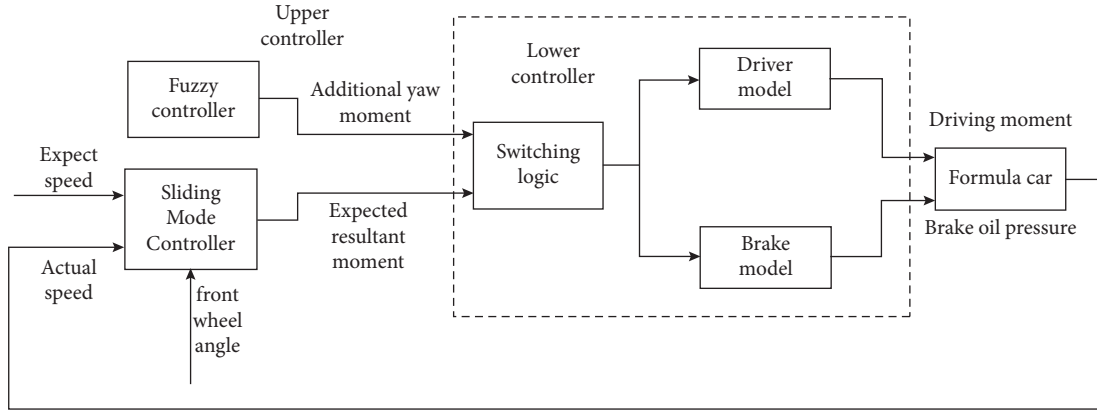 Upper
controller
Fuzzy
controller
Additional yaw
moment
Lower
controller
Driver
model
Driving moment
Expect
speed
Sliding
Mode
Controller
Switching
logic
Formula car
Expected
resultant
moment
Brake
model
Brake oil pressure
Actual
speed
front
wheel
angle